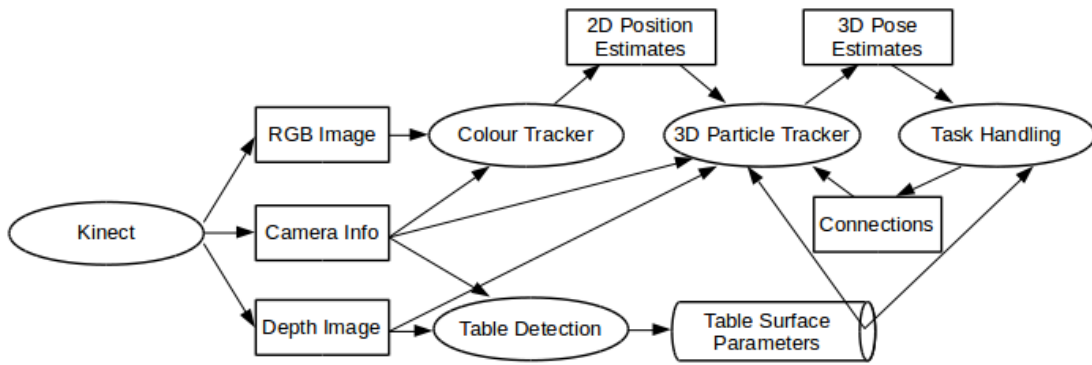 2D Position
Estimates
3D Pose
Estimates
RGB Image
Colour Tracker
3D Particle Tracker
Task Handling
Kinect
Camera Info
Connections
Depth Image
Table Detection
Table Surface
Parameters